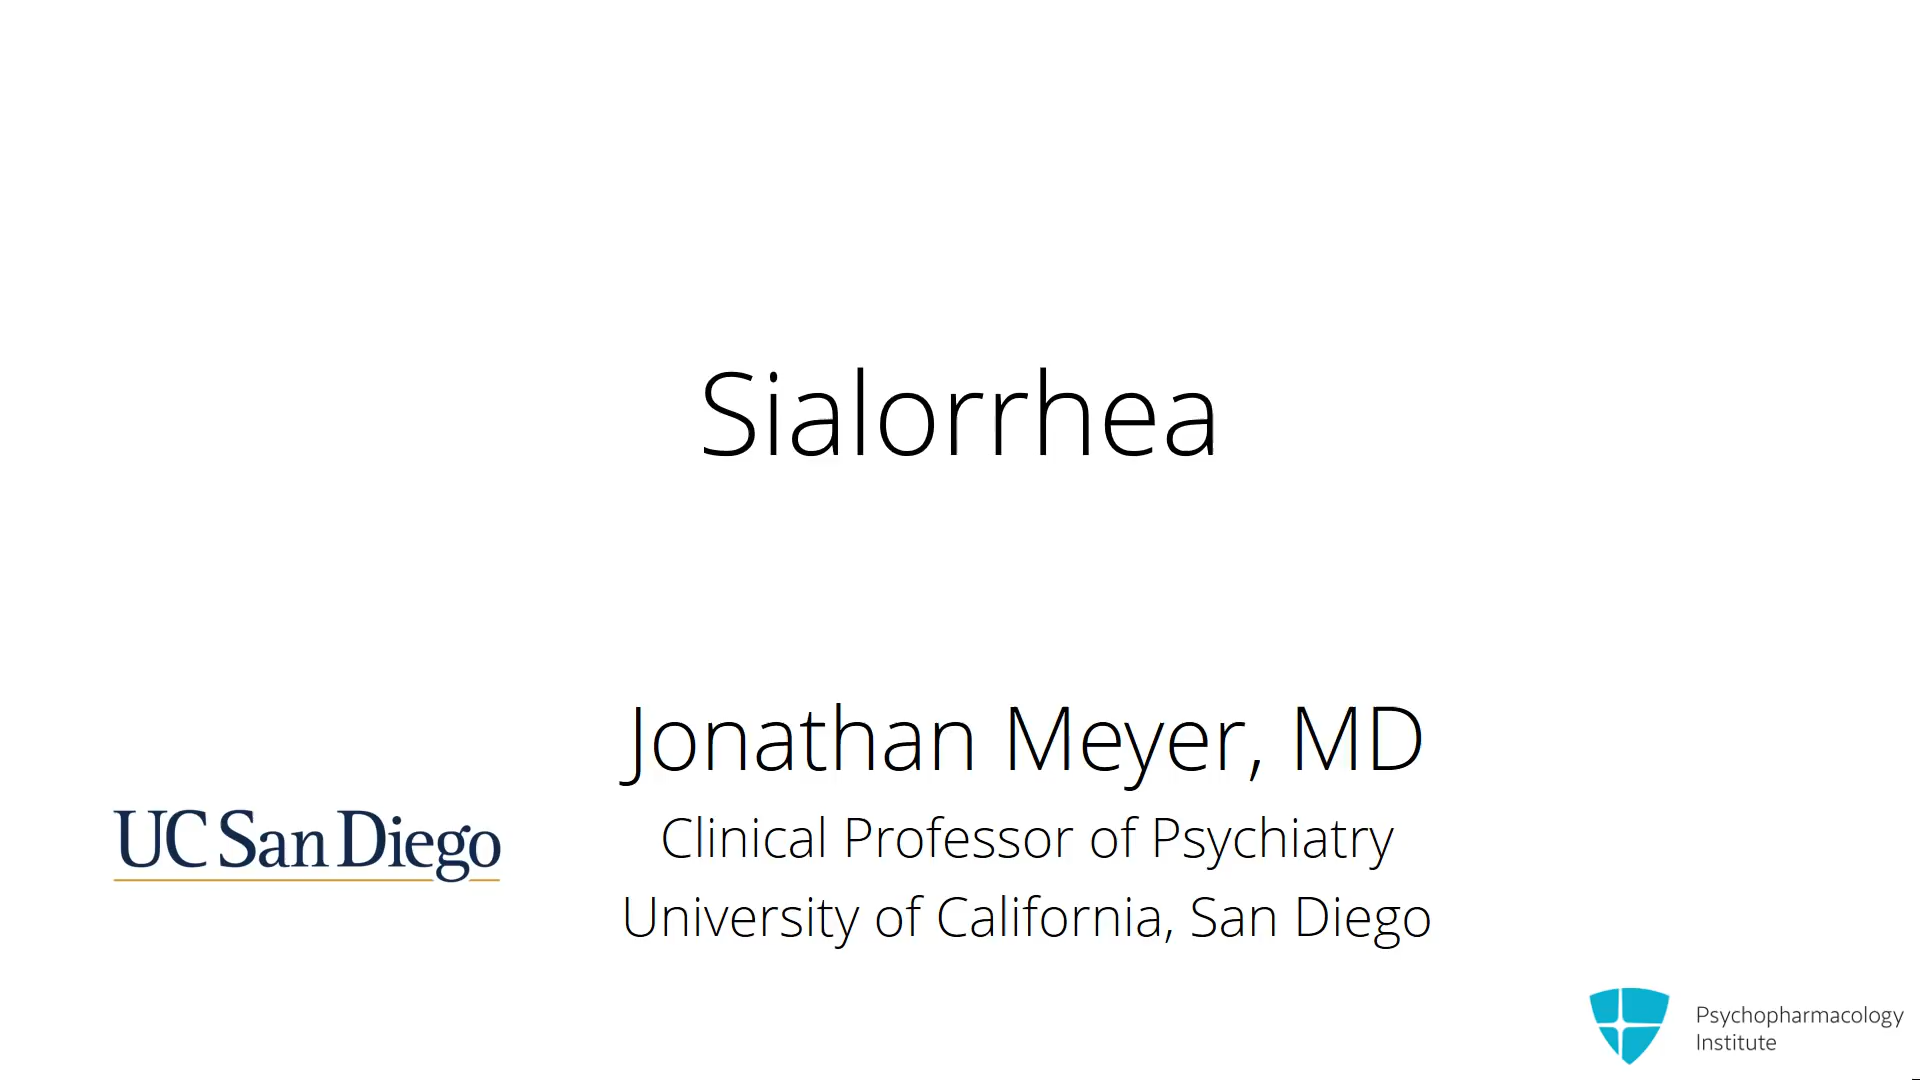 Sialorrhea
Jonathan Meyer, MD
Clinical Professor of Psychiatry
University of California, San Diego
UC San Diego
Psychopharmacology
Institute